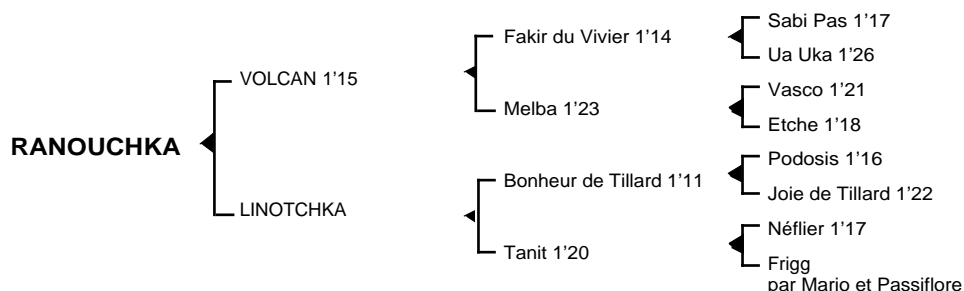 Sabi Pas 1’17
Fakir du Vivier 1’14
Ua Uka 1’26
VOLCAN 1’15
Vasco 1’21
Melba 1’23
Etche 1’18
RANOUCHKA
Podosis 1’16
Bonheur de Tillard 1’11
Joie de Tillard 1’22
LINOTCHKA
Néflier 1’17
Tanit 1’20
Frigg
par Mario et Passiflore